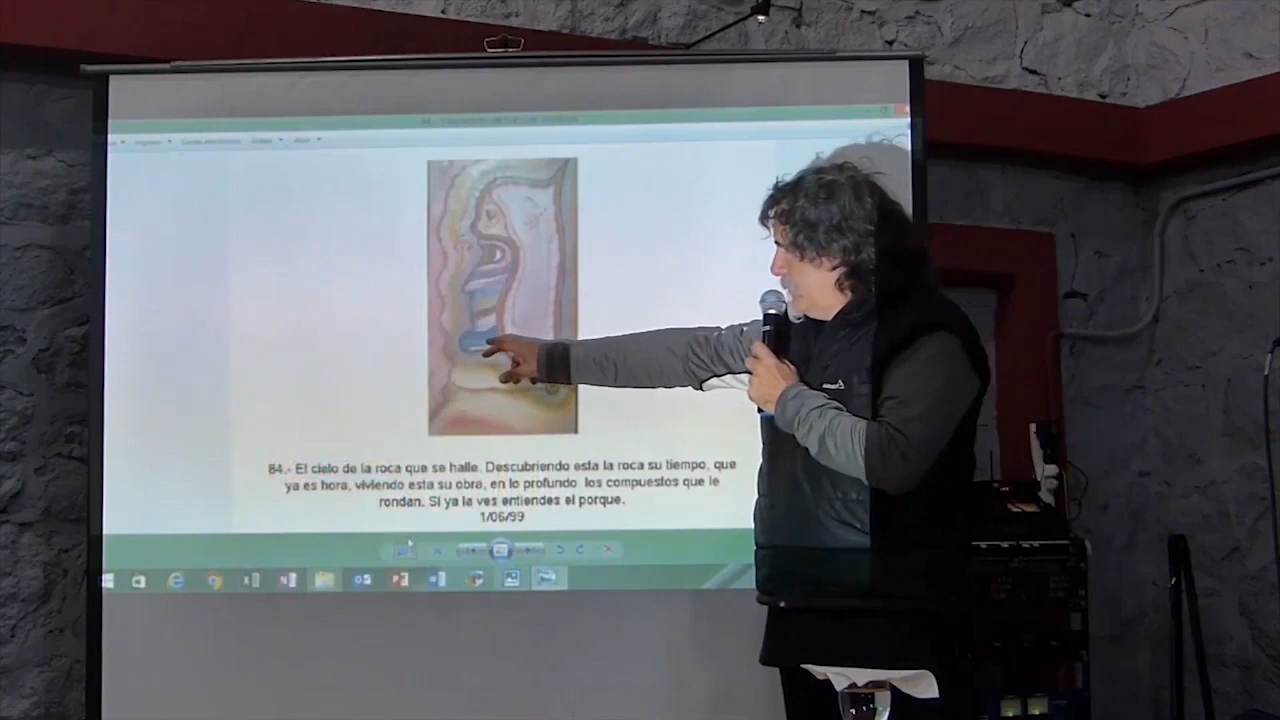 84.- El cielo de la roca que se halle. Descubriendo esta la roca su tiempo, que
ya es hora, viviendo esta su obra, en lo profundo los compuestos que le
rondan. Si ya la ves entiendes el porque.
1/06/99